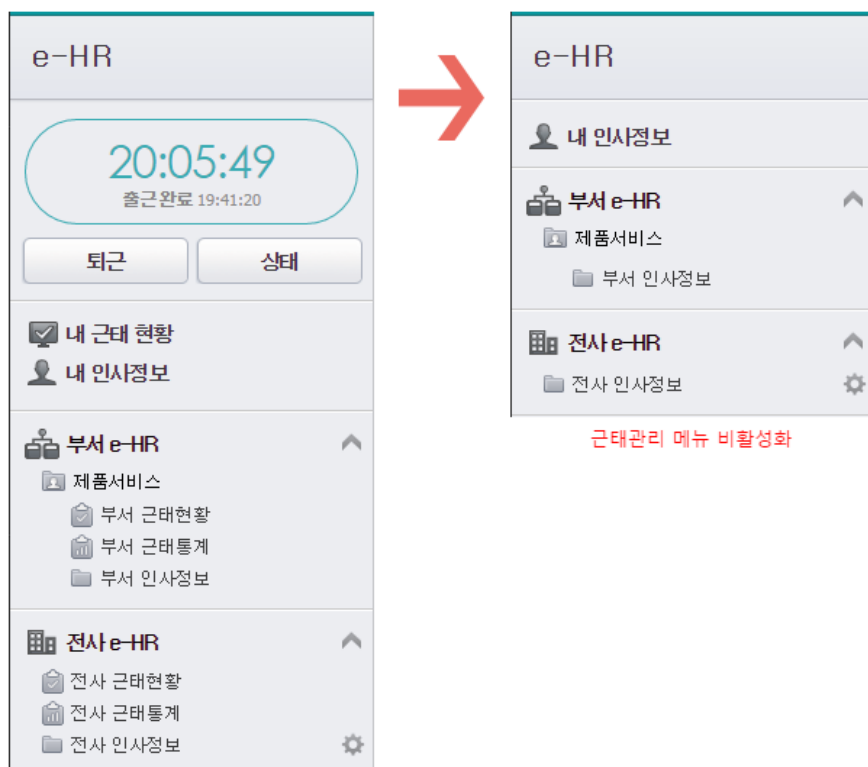 e-HR
20:05:49
출근완료 19:41:20
퇴근
상태
내 근태 현황
내 인사정보
부서 e-HR
제품서비스
부서 근태현황
부서 근태통계
부서 인사정보
전사 e-HR
전사 근태현황
전사 근태통계
전사 인사정보
e-HR
내 인사정보
부서 e-HR
제품서비스
부서 인사정보
전사 e-HR
전사 인사정보
근태관리 메뉴 비활성화